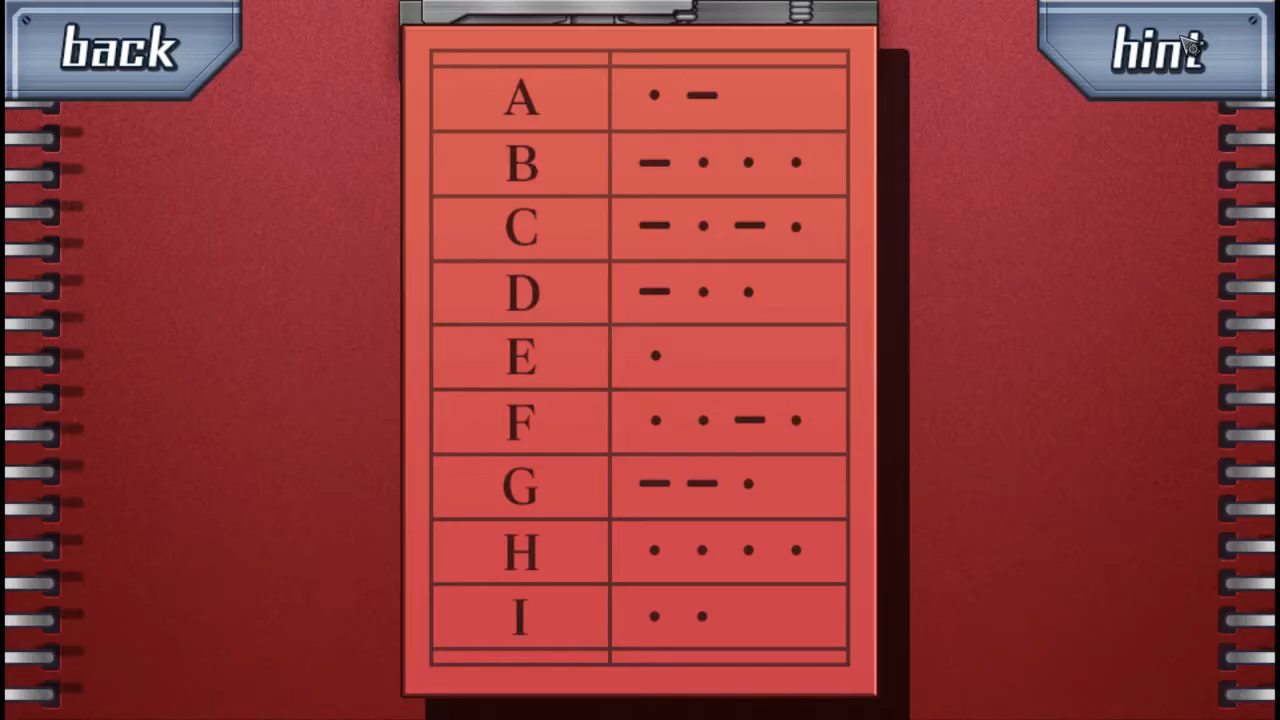 back
hint
A · –
B – · · ·
C – · – ·
D – · ·
E ·
F · · – ·
G – – ·
H · · · ·
I · ·